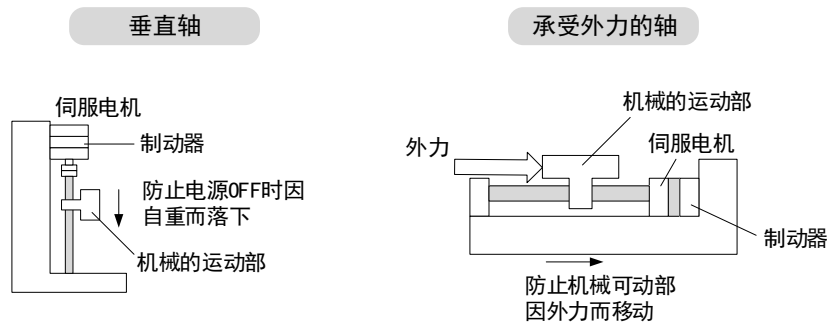 垂直轴
伺服电机
制动器
防止电源OFF时因
自重而落下
机械的运动部
承受外力的轴
机械的运动部
伺服电机
外力
制动器
防止机械可动部
因外力而移动